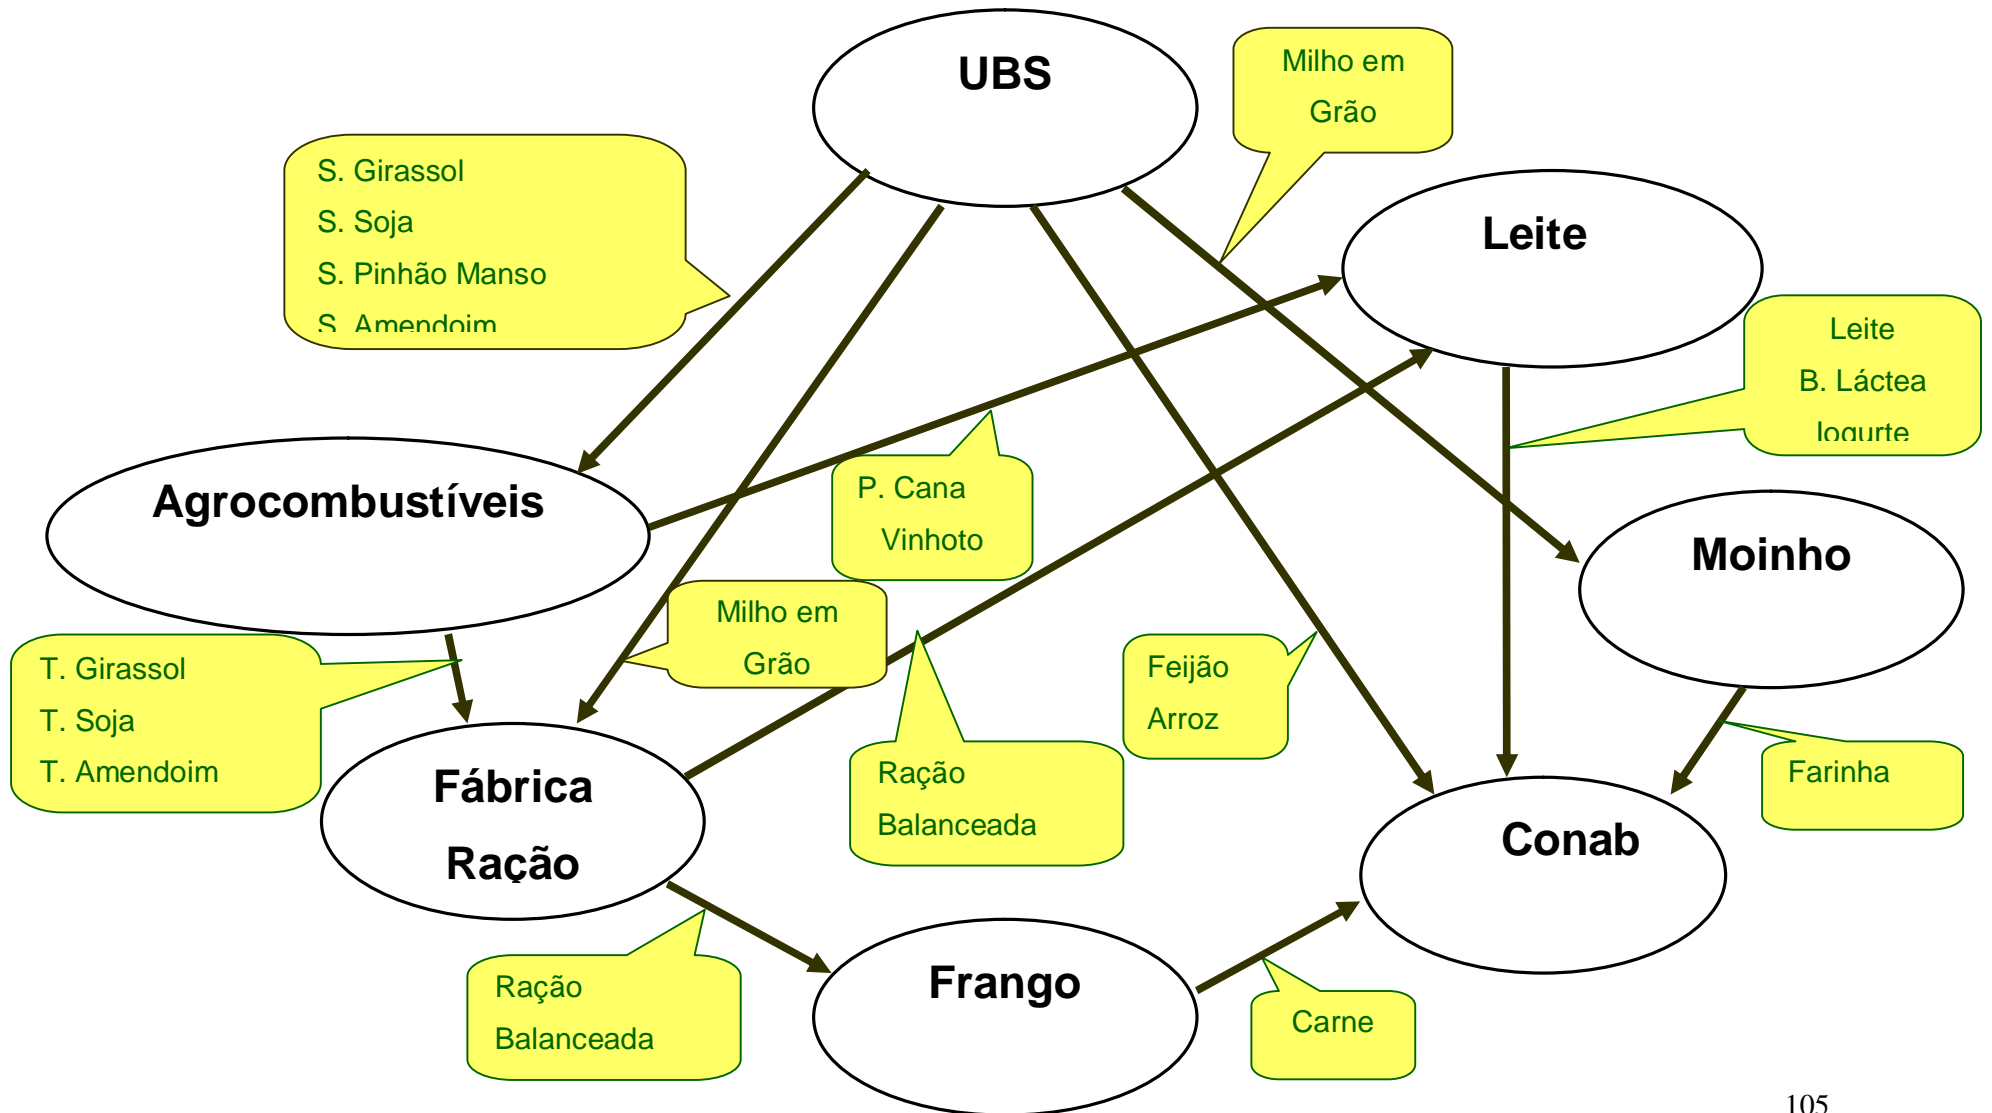 UBS
Milho em
Grão
S. Girassol
S. Soja
S. Pinhão Manso
S. Amendoim
Leite
Leite
B. Láctea
Iogurte
Agrocombustíveis
P. Cana
Vinhoto
Moinho
Milho em
Grão
T. Girassol
T. Soja
T. Amendoim
Feijão
Arroz
Fábrica
Ração
Ração
Balanceada
Farinha
Conab
Ração
Balanceada
Frango
Carne
105